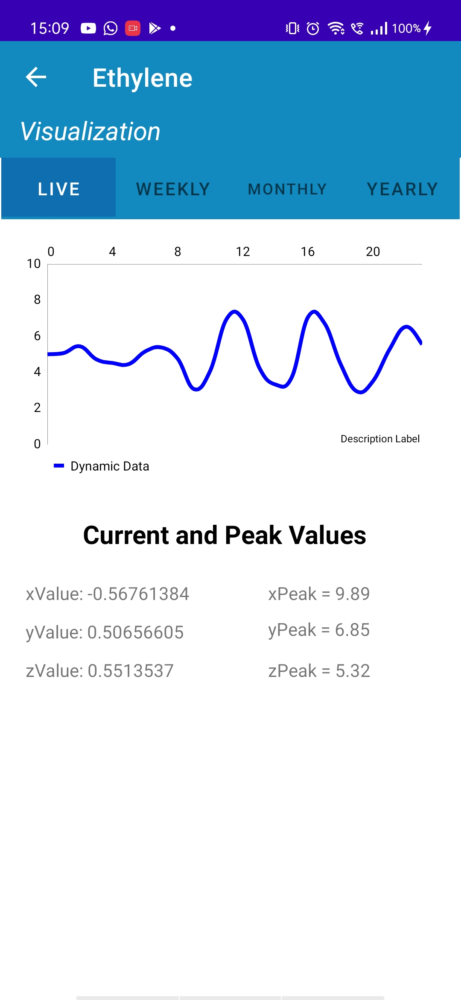 15:09 100%
Ethylene
Visualization
LIVE WEEKLY MONTHLY YEARLY
0 4 8 12 16 20
10
8
6
4
2
0
Description Label
Dynamic Data
Current and Peak Values
xValue: -0.56761384 xPeak = 9.89
yValue: 0.50656605 yPeak = 6.85
zValue: 0.5513537 zPeak = 5.32